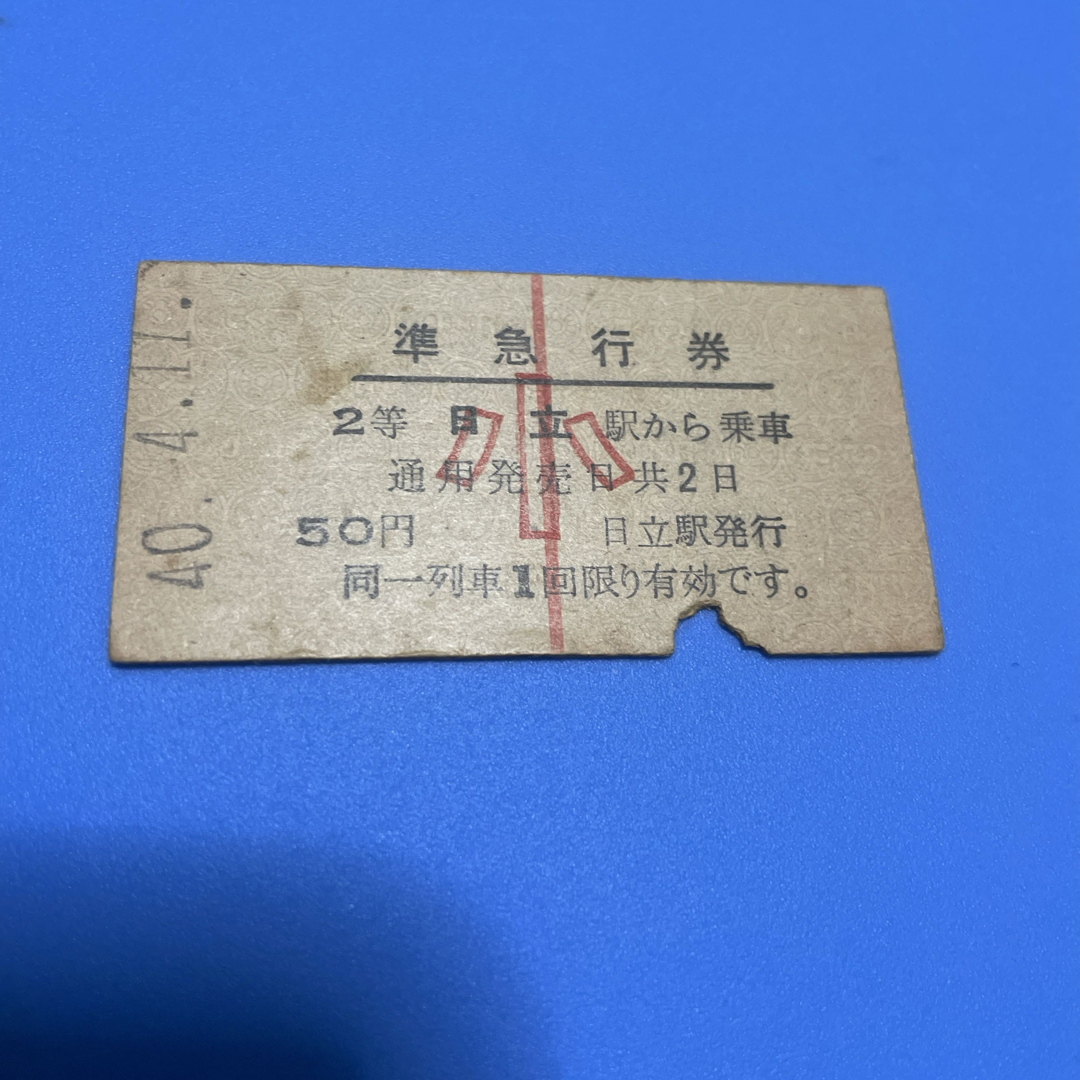 準急行券
2等 日立 駅から乗車
通用発売日共2日
50円 日立駅発行
同一列車1回限り有効です。
小
40.-4.11.